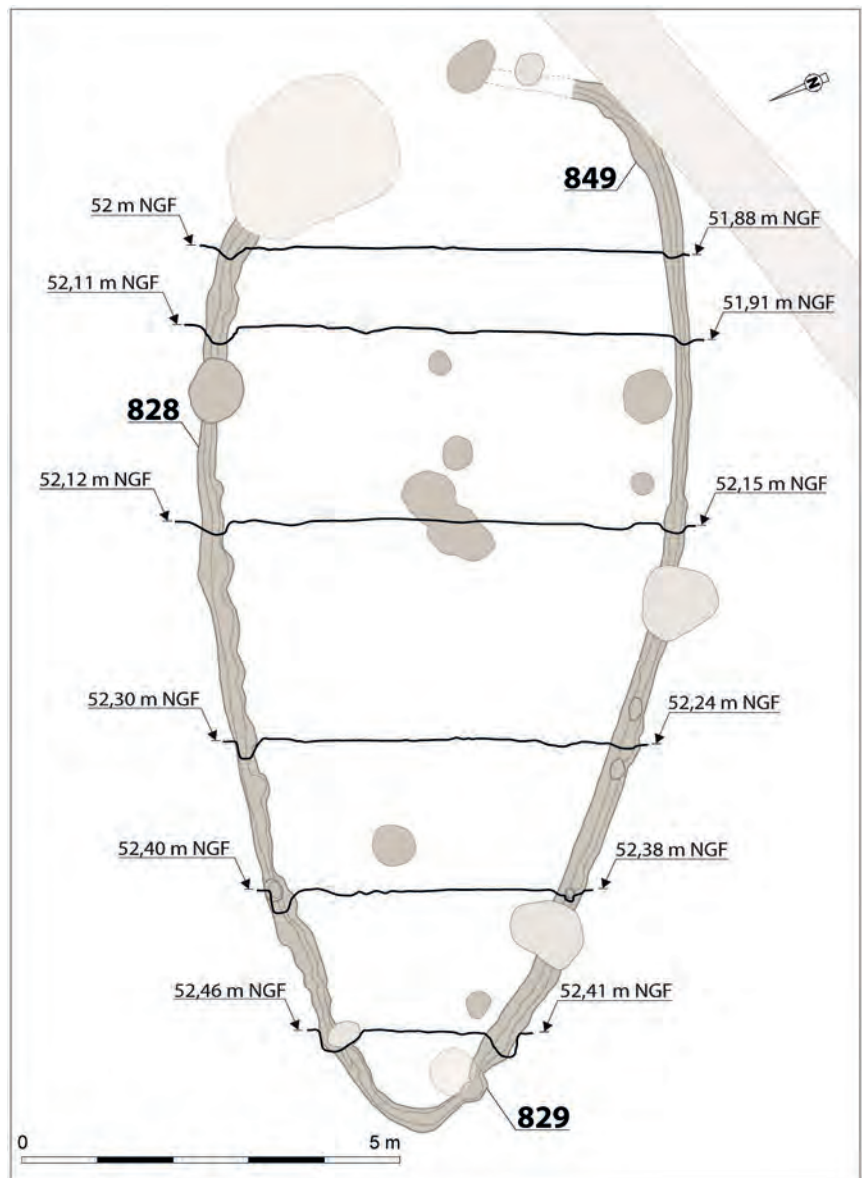 N
849
52 m NGF
51,88 m NGF
52,11 m NGF
51,91 m NGF
828
52,12 m NGF
52,15 m NGF
52,30 m NGF
52,24 m NGF
52,40 m NGF
52,38 m NGF
52,46 m NGF
52,41 m NGF
829
0 5 m